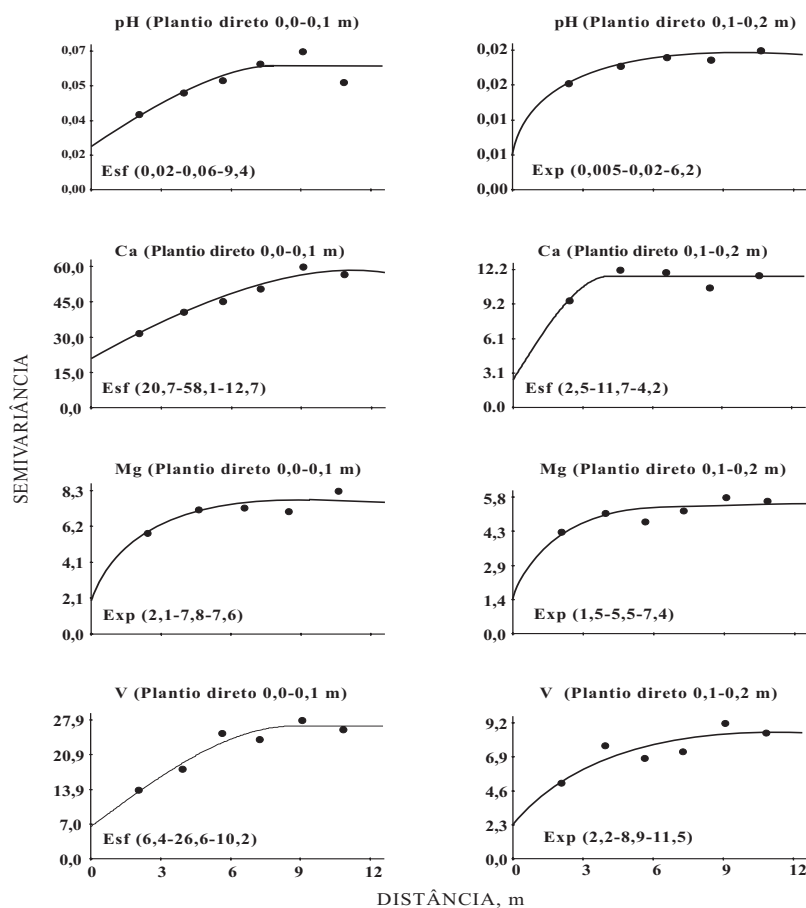 pH (Plantio direto 0,0-0,1 m)
0,07
0,05
0,04
0,02
0,00
Esf (0,02-0,06-9,4)
pH (Plantio direto 0,1-0,2 m)
0,02
0,02
0,01
0,01
0,00
Exp (0,005-0,02-6,2)
Ca (Plantio direto 0,0-0,1 m)
60,0
45,0
30,0
15,0
0,0
Esf (20,7-58,1-12,7)
Ca (Plantio direto 0,1-0,2 m)
12.2
9.2
6.1
3.1
0.0
Esf (2,5-11,7-4,2)
SEMIVARIÂNCIA
Mg (Plantio direto 0,0-0,1 m)
8,3
6,2
4,1
2,1
0,0
Exp (2,1-7,8-7,6)
Mg (Plantio direto 0,1-0,2 m)
5,8
4,3
2,9
1,4
0,0
Exp (1,5-5,5-7,4)
V (Plantio direto 0,0-0,1 m)
27,9
20,9
13,9
7,0
0,0
Esf (6,4-26,6-10,2)
0 3 6 9 12
V (Plantio direto 0,1-0,2 m)
9,2
6,9
4,6
2,3
0,0
Exp (2,2-8,9-11,5)
0 3 6 9 12
DISTÂNCIA, m